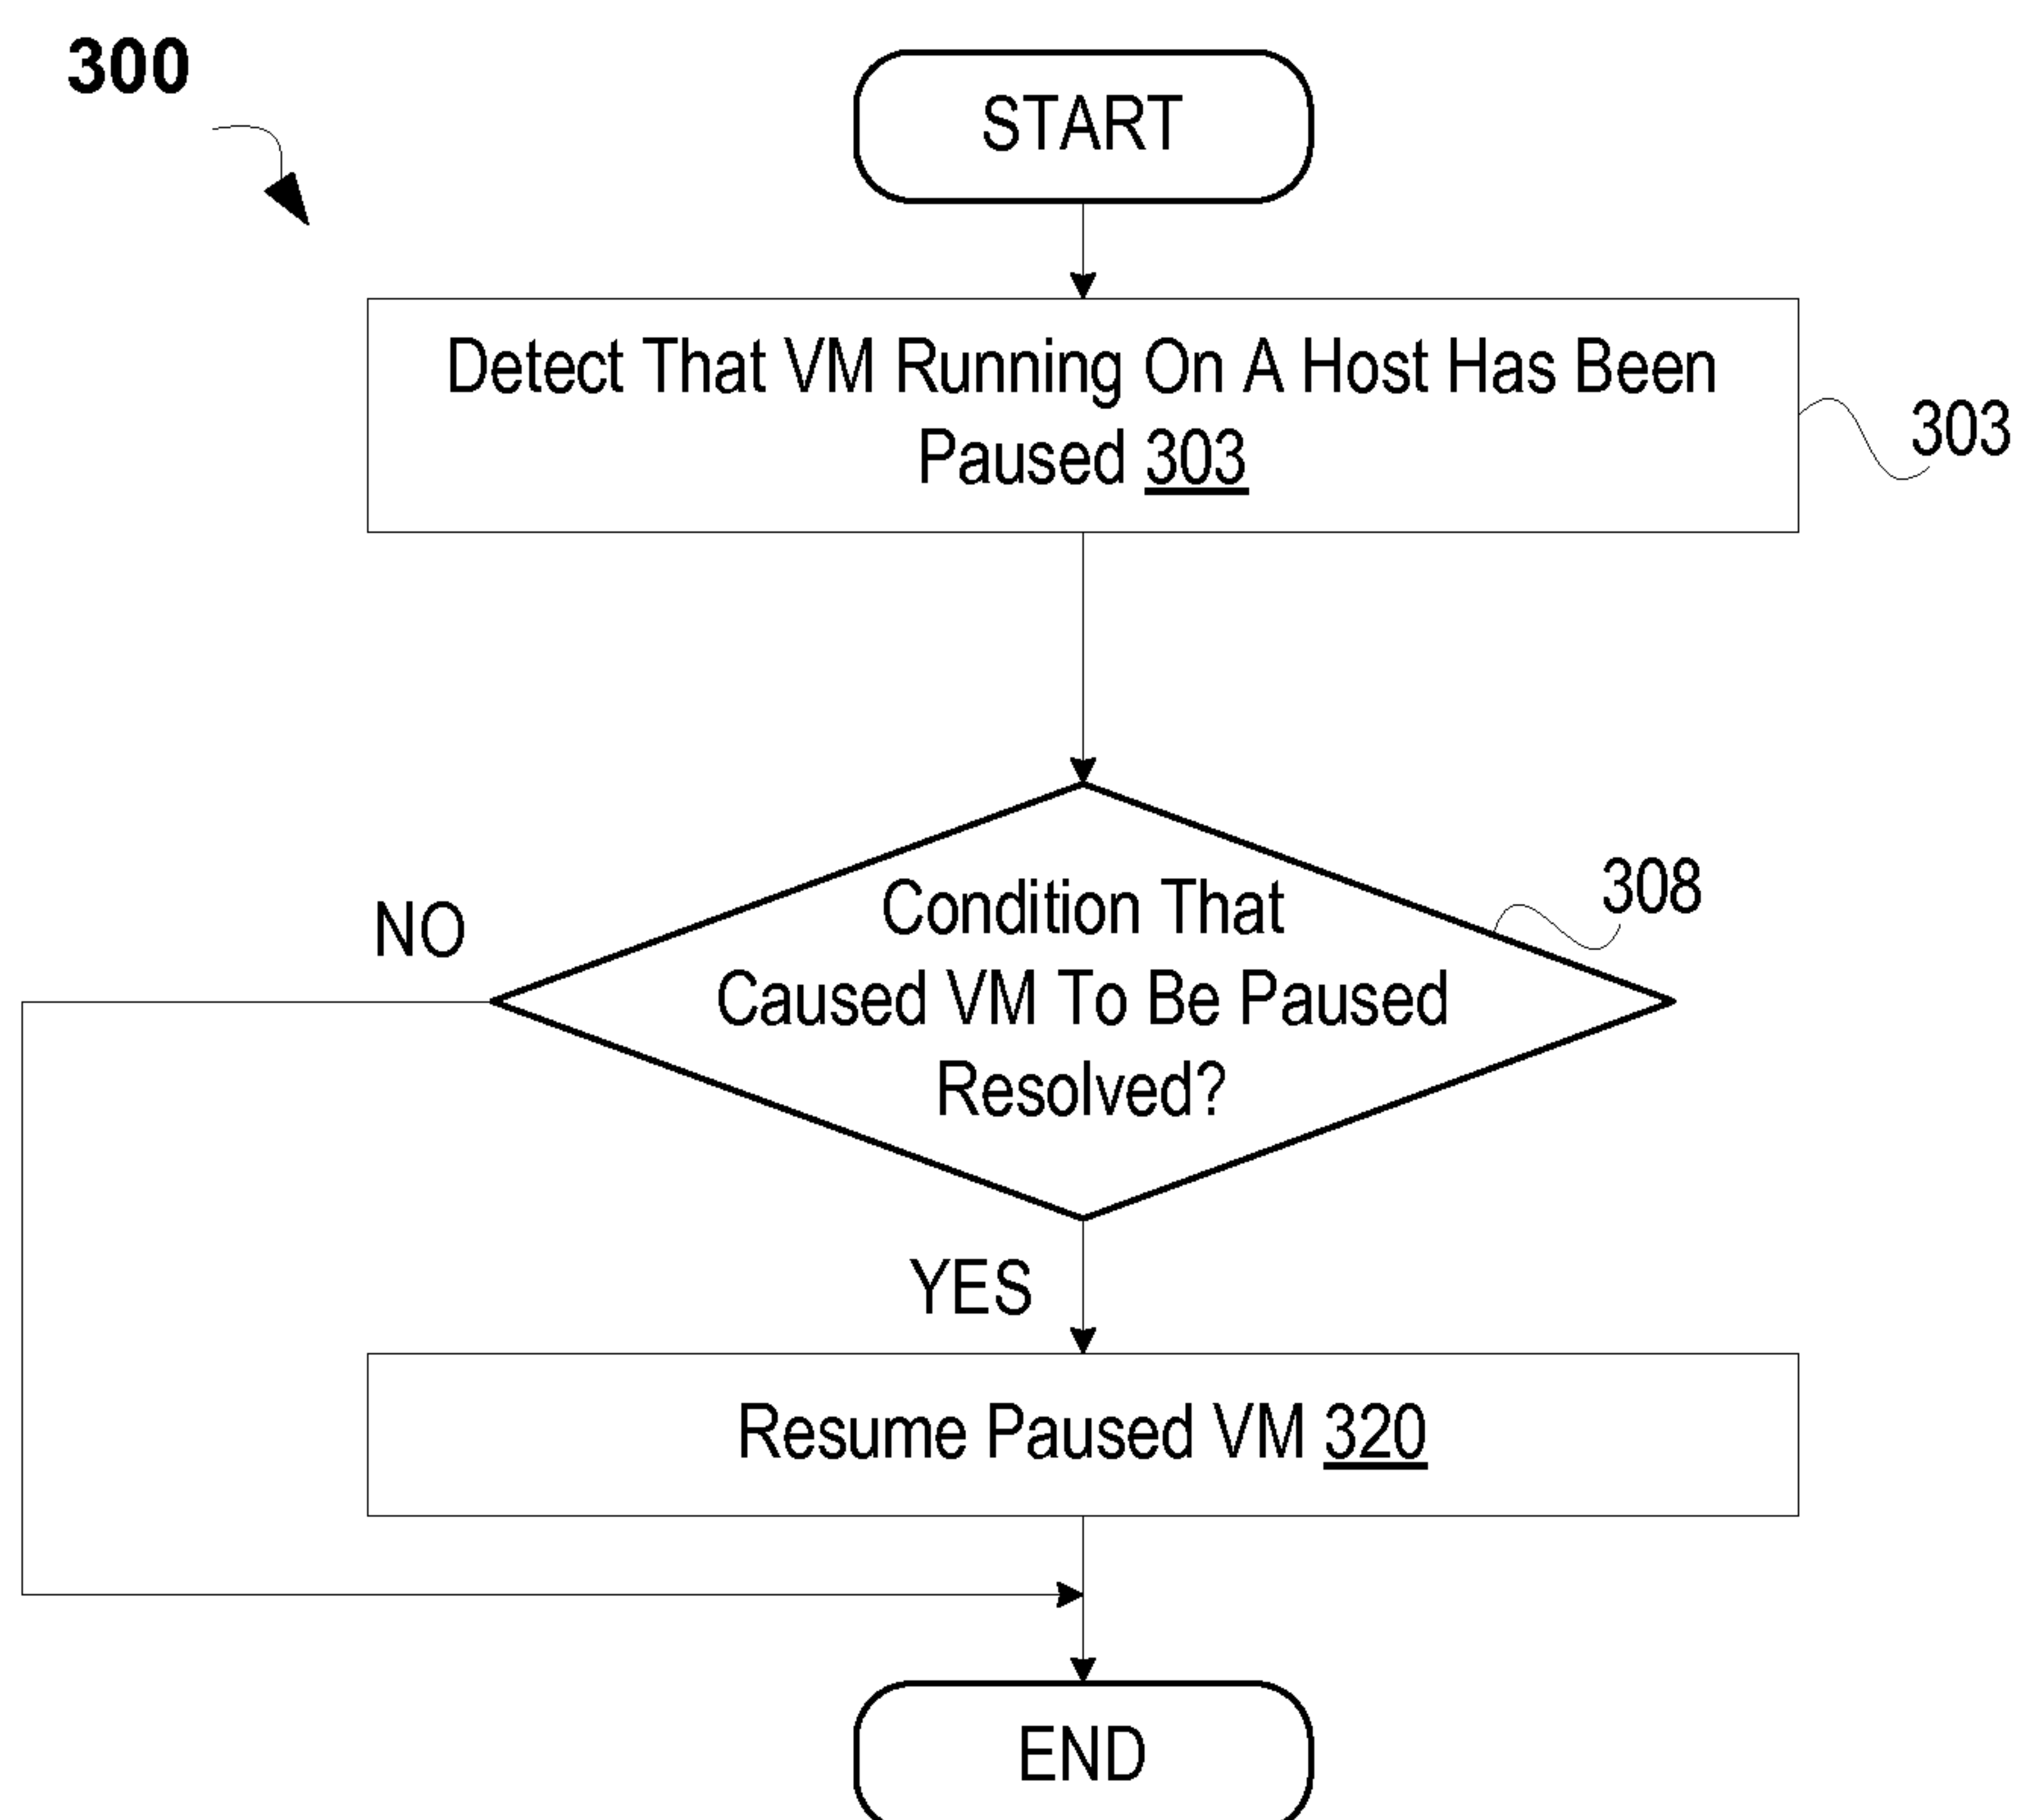 300
START
Detect That VM Running On A Host Has Been
Paused 303
303
308
Condition That
Caused VM To Be Paused
Resolved?
NO
YES
Resume Paused VM 320
END